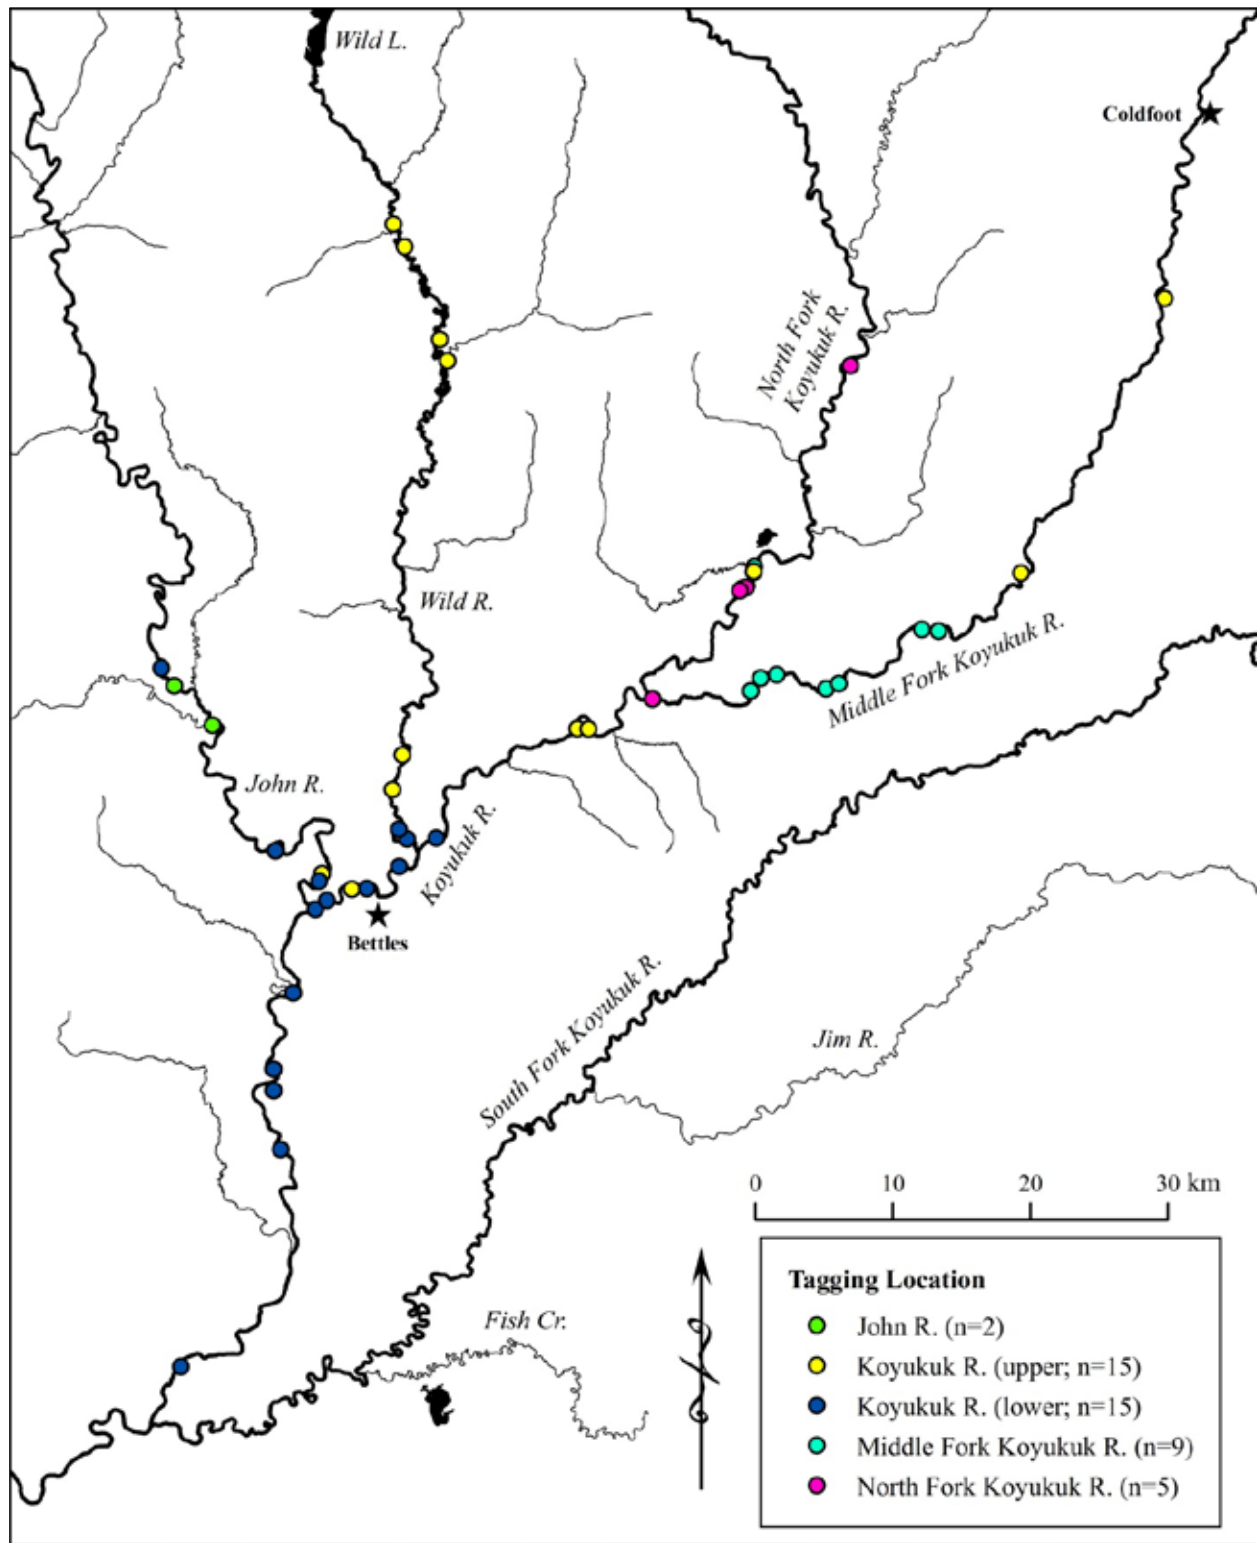 Wild L.
Coldfoot
North Fork
Koyukuk R.
Wild R.
Middle Fork Koyukuk R.
John R.
Koyukuk R.
Bettles
South Fork Koyukuk R.
Jim R.
0 10 20 30 km
Fish Cr.
Tagging Location
John R. (n=2)
Koyukuk R. (upper; n=15)
Koyukuk R. (lower; n=15)
Middle Fork Koyukuk R. (n=9)
North Fork Koyukuk R. (n=5)